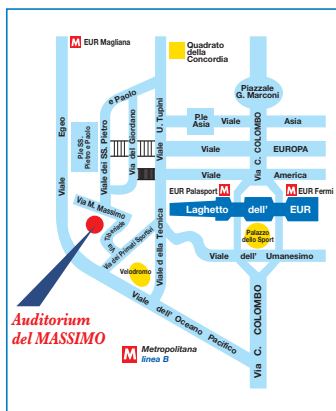 M EUR Magliana
Quadrato
della
Concordia
Piazzale
G. Marconi
e Paolo
Viale Egeo
P.le SS.
Pietro e Paolo
Viale dei SS. Pietro
Via del Giordano
Viale U. Tupini
P.le
Asia
Viale Asia
Viale EUROPA
Viale America
Via C. COLOMBO
EUR Palasport M
M EUR Fermi
Laghetto dell' EUR
Via M. Massimo
Via Tiberiade
Via dei Primati Sportivi
Viale della Tecnica
Palazzo
dello Sport
Viale dell' Umanesimo
Velodromo
Viale dell' Oceano Pacifico
Via C. COLOMBO
Auditorium
del MASSIMO
M Metropolitana
linea B